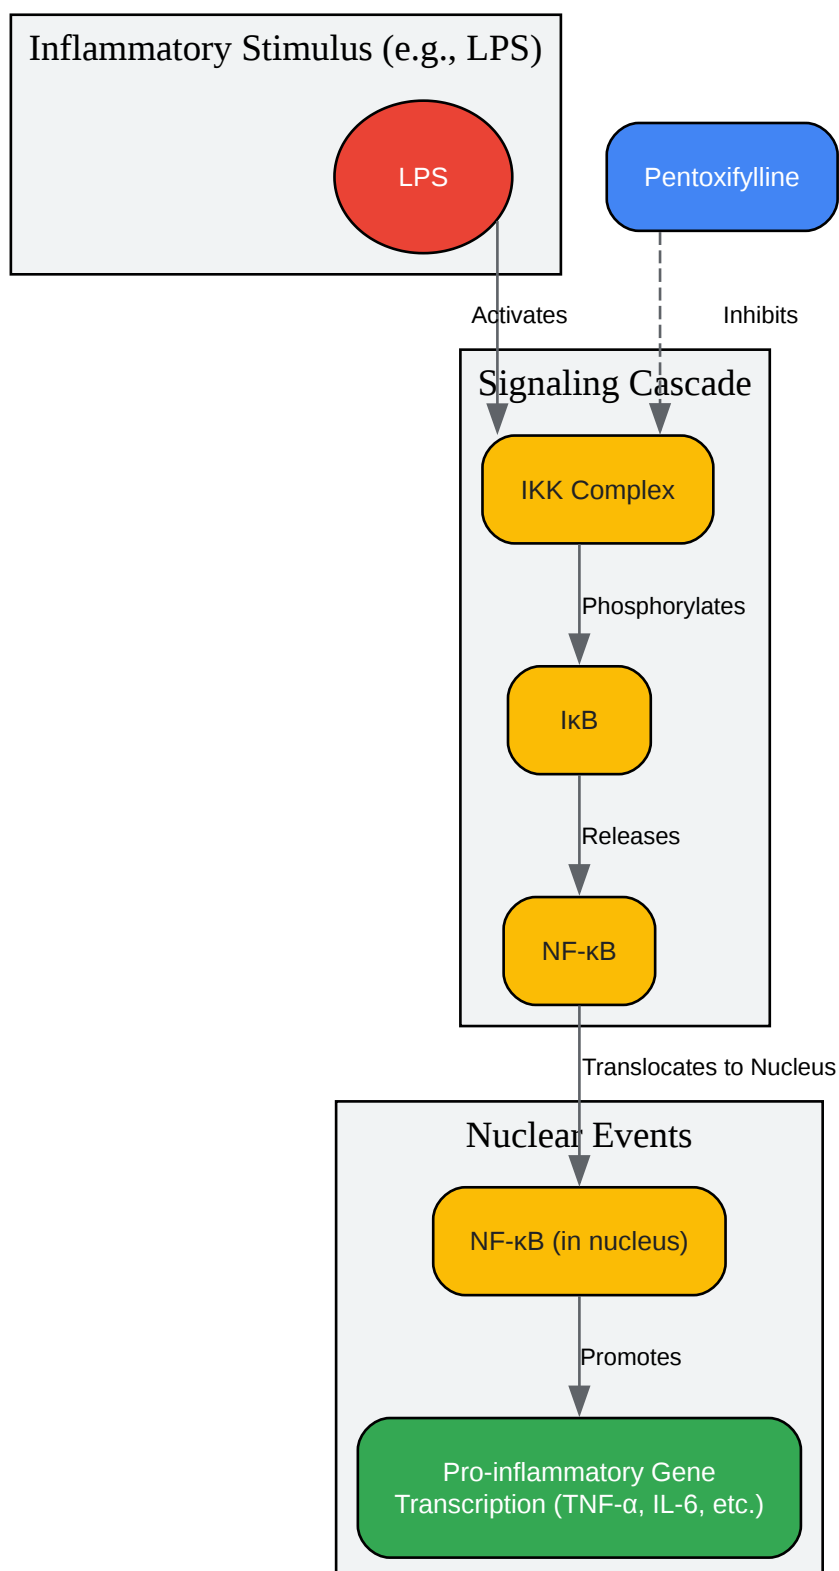 Inflammatory Stimulus (e.g., LPS)
LPS
Pentoxifylline
Activates
Inhibits
Signaling Cascade
IKK Complex
Phosphorylates
IκB
Releases
NF-κB
Translocates to Nucleus
Nuclear Events
NF-κB (in nucleus)
Promotes
Pro-inflammatory Gene
Transcription (TNF-α, IL-6, etc.)